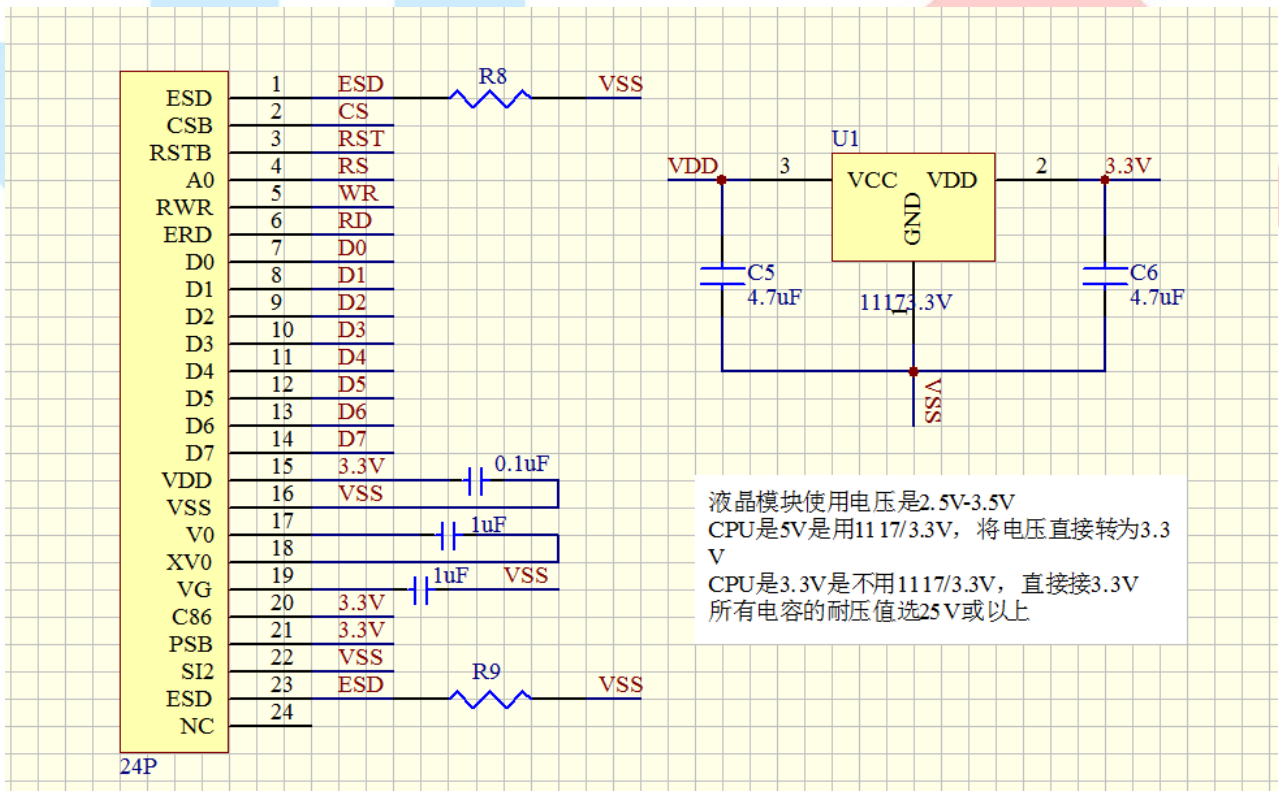 ESD 1 ESD R8 VSS
CSB 2 CS
RSTB 3 RST
A0 4 RS
RWR 5 WR
ERD 6 RD
D0 7 D0
D1 8 D1
D2 9 D2
D3 10 D3
D4 11 D4
D5 12 D5
D6 13 D6
D7 14 D7
VDD 15 3.3V 0.1uF
VSS 16 VSS
V0 17 1uF
XV0 18
VG 19 1uF VSS
C86 20 3.3V
PSB 21 3.3V
SI2 22 VSS
ESD 23 ESD R9 VSS
NC 24
24P
U1
VDD 3 VCC VDD 2 3.3V
GND
C5
4.7uF
11173.3V
1
C6
4.7uF
VSS
液晶模块使用电压是2.5V-3.5V
CPU是5V是用1117/3.3V，将电压直接转为3.3
V
CPU是3.3V是不用1117/3.3V，直接接3.3V
所有电容的耐压值选25V或以上